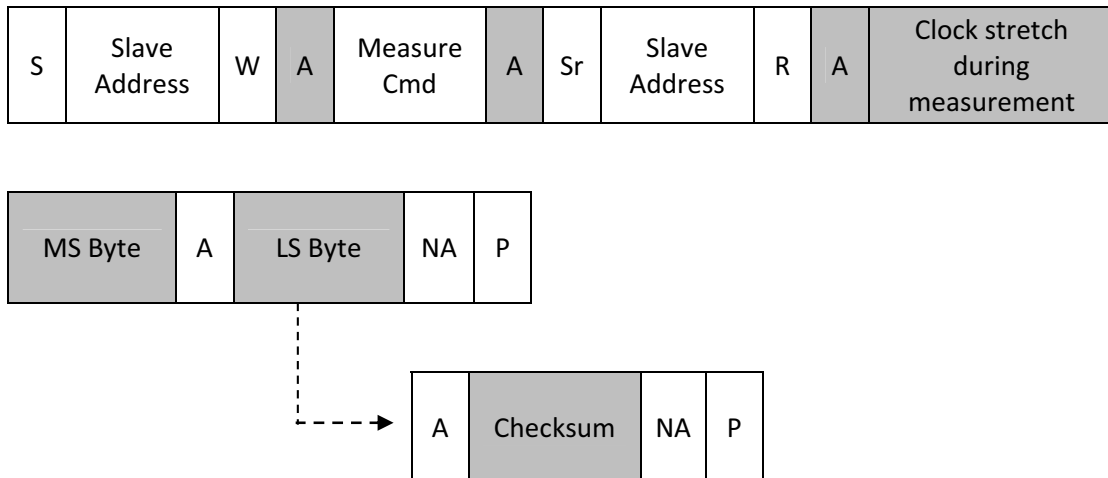 S Slave Address W A Measure Cmd A Sr Slave Address R A Clock stretch during measurement
MS Byte A LS Byte NA P
A Checksum NA P